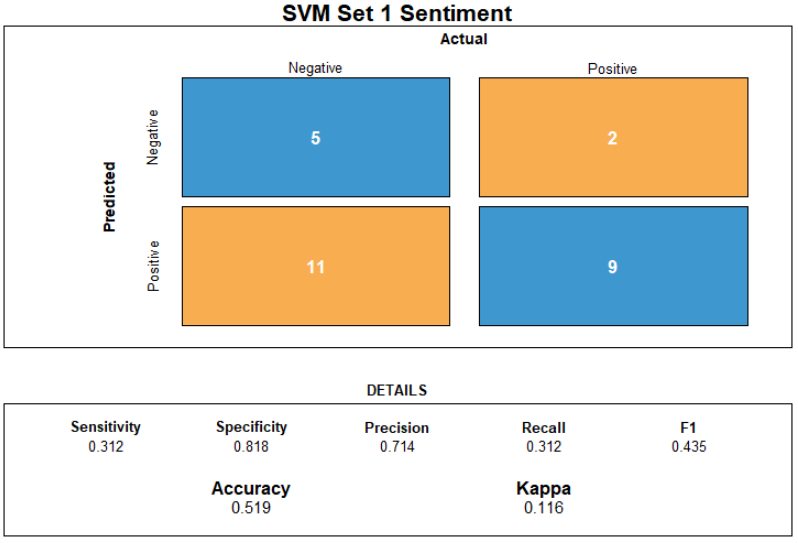 SVM Set 1 Sentiment
Actual
Negative Positive
Negative
5 2
Predicted
Positive
11 9
DETAILS
Sensitivity Specificity Precision Recall F1
0.312 0.818 0.714 0.312 0.435
Accuracy Kappa
0.519 0.116